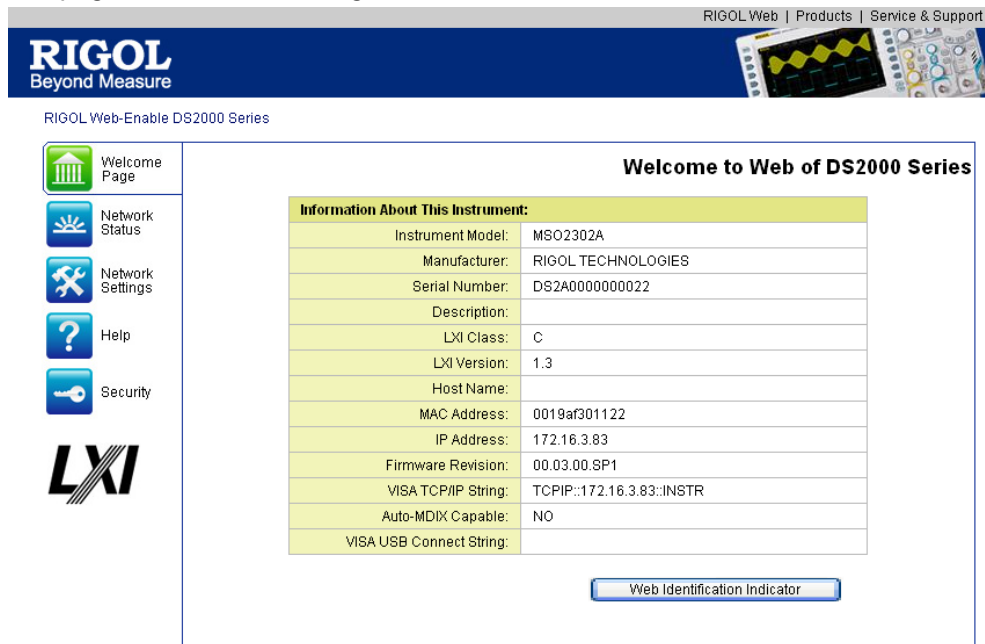 RIGOL Web | Products | Service & Support
RIGOL
Beyond Measure
RIGOL Web-Enable DS2000 Series
Welcome Page
Network Status
Network Settings
Help
Security
LXI
Welcome to Web of DS2000 Series
Information About This Instrument:
Instrument Model: MSO2302A
Manufacturer: RIGOL TECHNOLOGIES
Serial Number: DS2A0000000022
Description:
LXI Class: C
LXI Version: 1.3
Host Name:
MAC Address: 0019af301122
IP Address: 172.16.3.83
Firmware Revision: 00.03.00.SP1
VISA TCP/IP String: TCPIP::172.16.3.83::INSTR
Auto-MDIX Capable: NO
VISA USB Connect String:
Web Identification Indicator